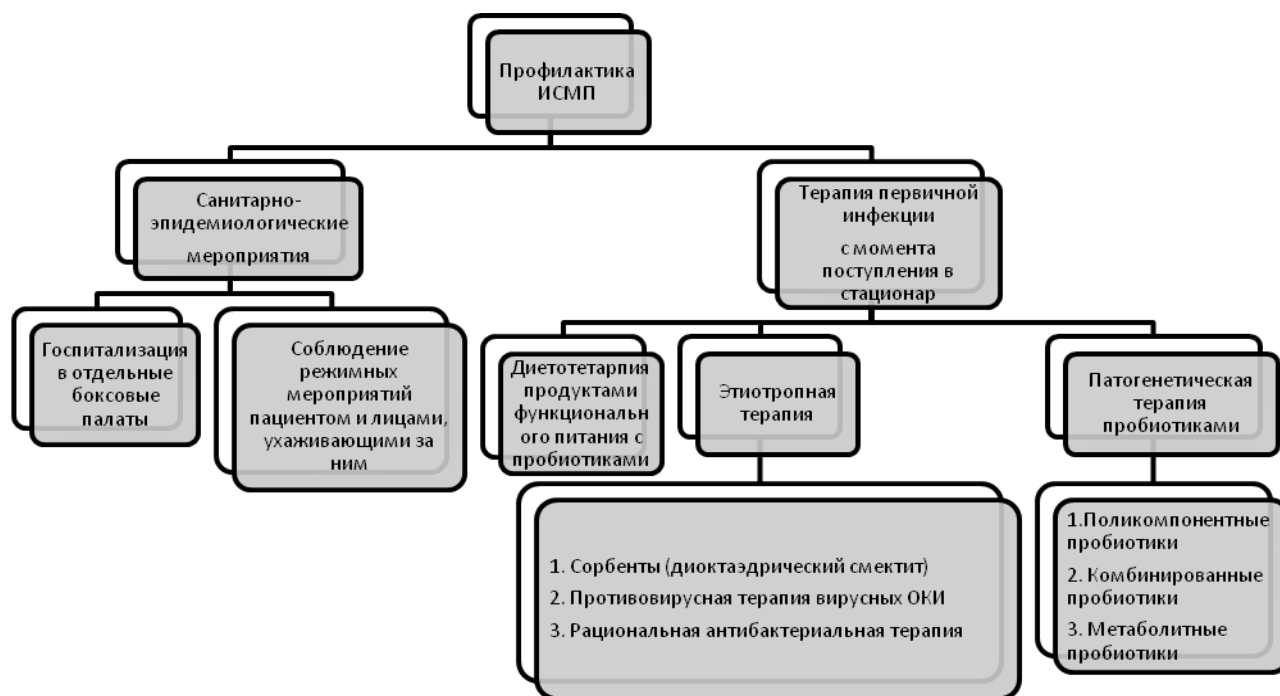 Профилактика
ИСМП
Санитарно-
эпидемиологические
мероприятия
Терапия первичной
инфекции
с момента
поступления в
стационар
Госпитализация
в отдельные
боксовые
палаты
Соблюдение
режимных
мероприятий
пациентом и лицами,
ухаживающими за
ним
Диетотетарпия
продуктами
функциональн
ого питания с
пробиотиками
Этиотропная
терапия
Патогенетическая
терапия
пробиотиками
1. Сорбенты (диоктаэдрический смектит)
2. Противовирусная терапия вирусных ОКИ
3. Рациональная антибактериальная терапия
1.Поликомпонентные
пробиотики
2. Комбинированные
пробиотики
3. Метаболитные
пробиотики